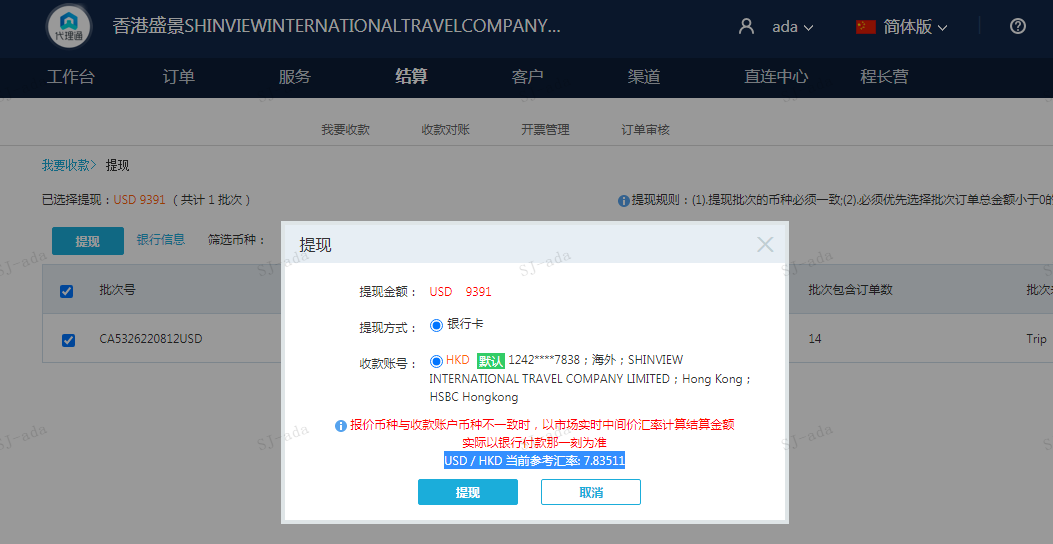 代理通
香港盛景SHINVIEWINTERNATIONALTRAVELCOMPANY...
ada
简体版
工作台 订单 服务 结算 客户 渠道 直连中心 程长营
我要收款 收款对账 开票管理 订单审核
我要收款> 提现
已选择提现：USD 9391 （ 共计 1 批次 ）
提现规则：(1).提现批次的币种必须一致;(2).必须优先选择批次订单总金额小于0的
提现 银行信息 筛选币种：
批次号 批次包含订单数
CA5326220812USD 14 Trip
提现
提现金额： USD 9391
提现方式： 银行卡
收款账号： HKD 默认 1242****7838；海外；SHINVIEW
INTERNATIONAL TRAVEL COMPANY LIMITED；Hong Kong；
HSBC Hongkong
报价币种与收款账户币种不一致时，以市场实时中间价汇率计算结算金额
实际以银行付款那一刻为准
USD / HKD 当前参考汇率: 7.83511
提现 取消
SJ-ada
SJ-ada
SJ-ada
SJ-ada
SJ-ada
SJ-ada
SJ-ada